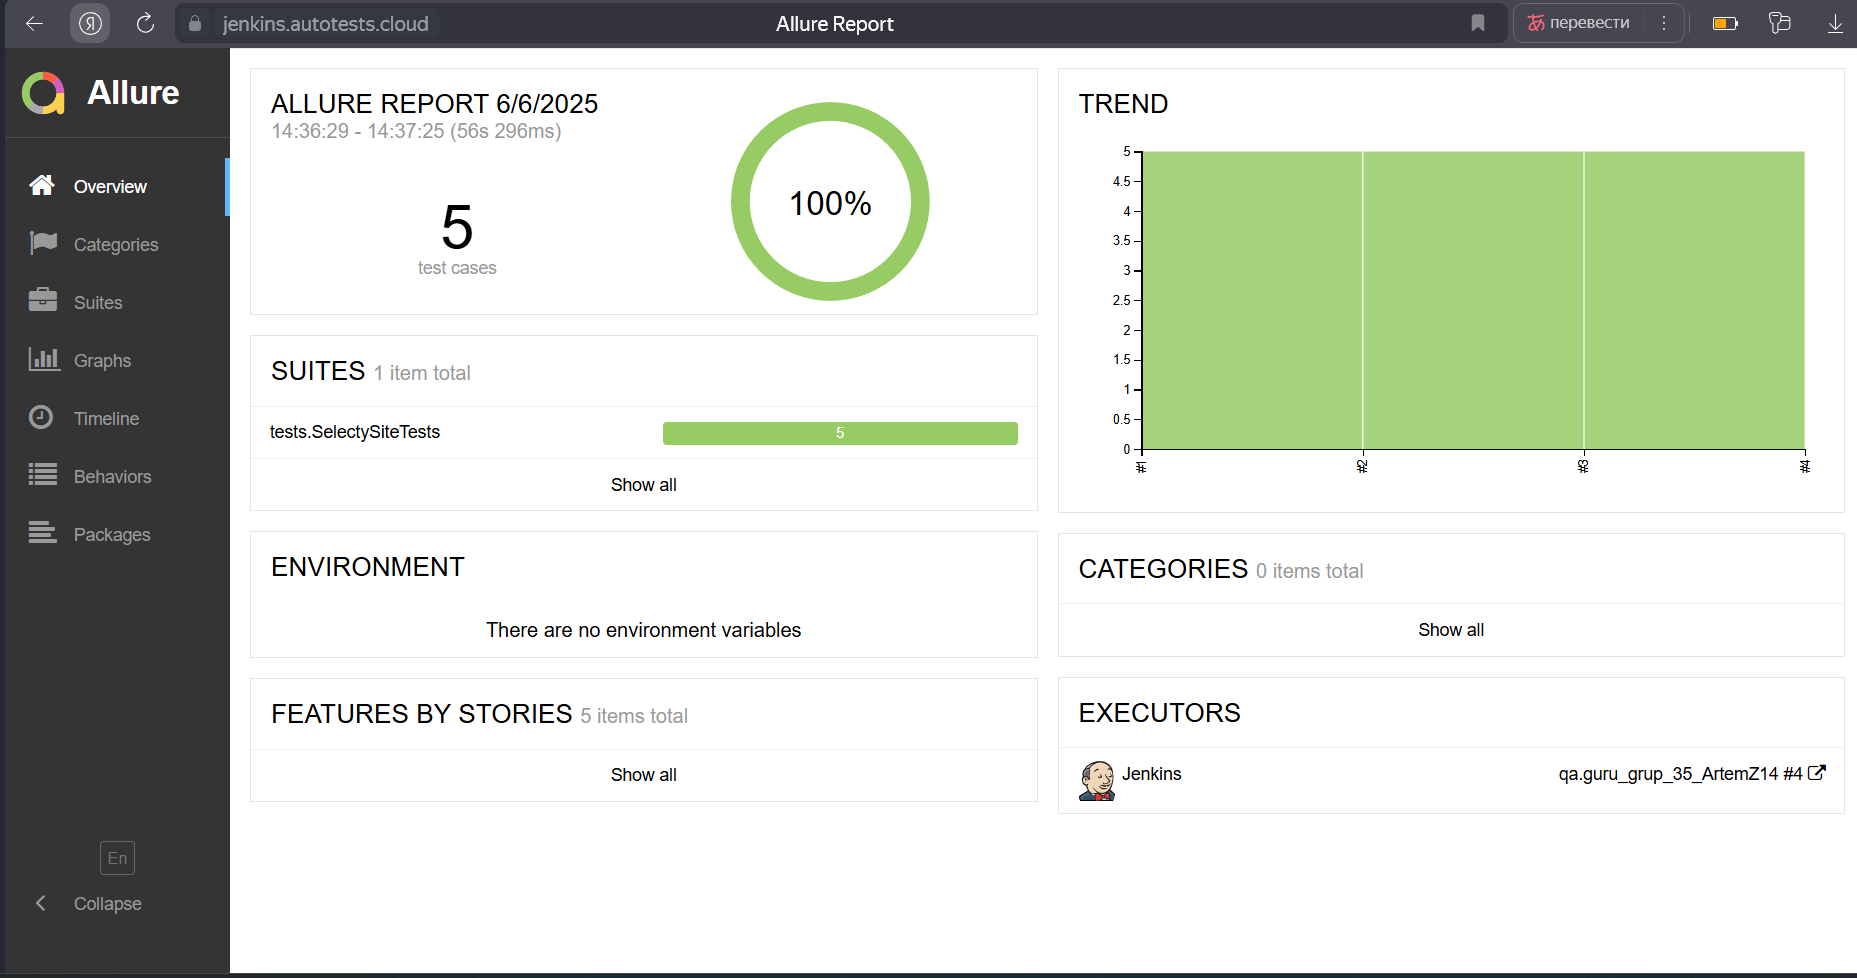 jenkins.autotests.cloud
Allure Report
перевести
Allure
Overview
Categories
Suites
Graphs
Timeline
Behaviors
Packages
En
Collapse
ALLURE REPORT 6/6/2025
14:36:29 - 14:37:25 (56s 296ms)
5
test cases
100%
SUITES 1 item total
tests.SelectySiteTests 5
Show all
ENVIRONMENT
There are no environment variables
FEATURES BY STORIES 5 items total
Show all
TREND
5
4.5
4
3.5
3
2.5
2
1.5
1
0.5
0
#1 #2 #3 #4
CATEGORIES 0 items total
Show all
EXECUTORS
Jenkins qa.guru_grup_35_ArtemZ14 #4